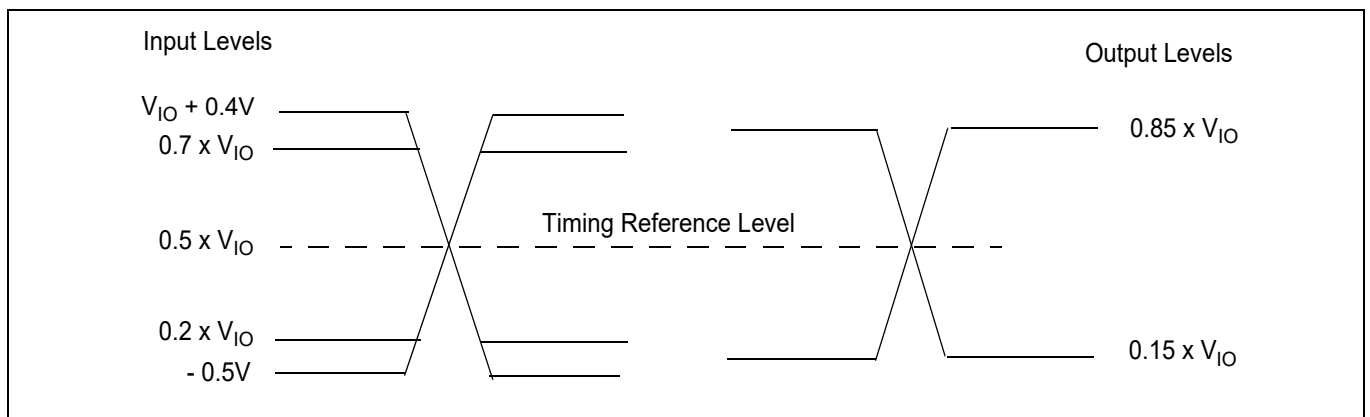 Input Levels
Output Levels
V_IO + 0.4V
0.7 x V_IO
0.85 x V_IO
Timing Reference Level
0.5 x V_IO
0.2 x V_IO
0.15 x V_IO
- 0.5V